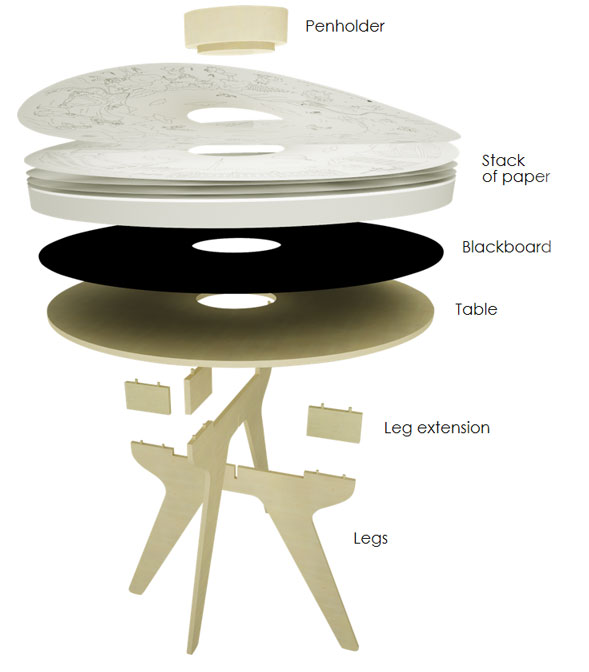 Penholder
Stack
of paper
Blackboard
Table
Leg extension
Legs